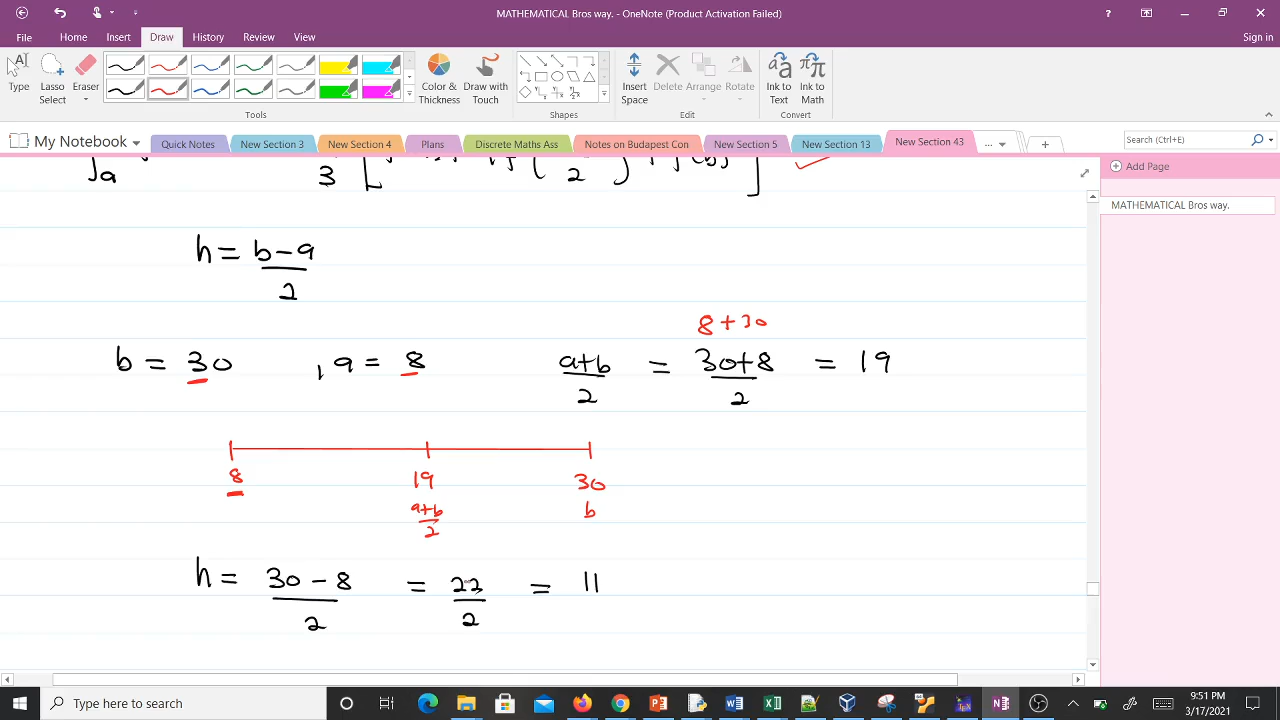 MATHEMATICAL Bros way. - OneNote (Product Activation Failed)
File Home Insert Draw History Review View Sign in
Type Lasso Select Eraser Color & Thickness Draw with Touch Insert Space Delete Arrange Rotate Ink to Text Ink to Math
Tools Shapes Edit Convert
My Notebook Quick Notes New Section 3 New Section 4 Plans Discrete Maths Ass Notes on Budapest Con New Section 5 New Section 13 New Section 43 ... Search (Ctrl+E)
Add Page
MATHEMATICAL Bros way.
∫a 3 [ 2 f(b) ]
h = b-a
2
8 + 30
b = 30 , a = 8 a+b = 30+8 = 19
2 2
8 19 30
a+b b
2
h = 30 - 8 = 22 = 11
2 2
Type here to search
9:51 PM
3/17/2021